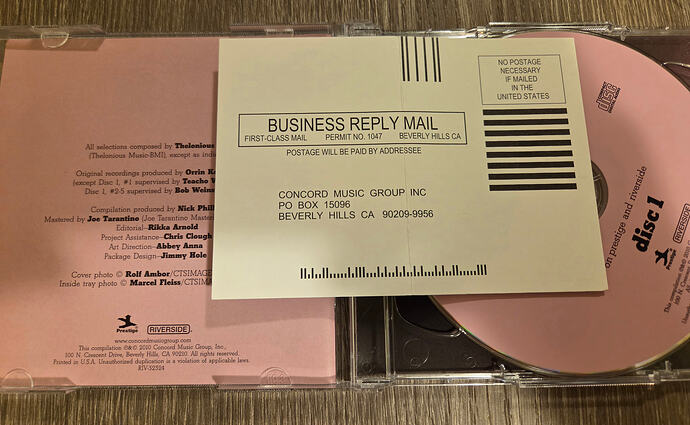 All selections composed by Thelonious
(Thelonious Music-BMI), except as
Original recordings produced by Orrin
(except Disc 1, #1 supervised by Teacho
Disc 1, #2-5 supervised by Bob
Compilation produced by Nick
Mastered by Joe Tarantino (Joe Tarantino
Editorial–Rikka Arnold
Project Assistance–Chris Clough
Art Direction–Abbey Anna
Package Design–Jimmy Hole
Cover photo © Rolf Ambor/CTSIMAGE
Inside tray photo © Marcel Fleiss/CTSIMAGE
Prestige RIVERSIDE.
www.concordmusicgroup.com
This compilation ℗&© 2010 Concord Music Group, Inc.,
100 N. Crescent Drive, Beverly Hills, CA 90210. All rights reserved.
Printed in U.S.A. Unauthorized duplication is a violation of applicable laws.
RIV-32324
NO POSTAGE
NECESSARY
IF MAILED
IN THE
UNITED STATES
BUSINESS REPLY MAIL
FIRST-CLASS MAIL PERMIT NO. 1047 BEVERLY HILLS CA
POSTAGE WILL BE PAID BY ADDRESSEE
CONCORD MUSIC GROUP INC
PO BOX 15096
BEVERLY HILLS CA 90209-9956
disc
on prestige and riverside
disc 1
Prestige
RIVERSIDE
This compilation ℗&©
100 N. Crescent